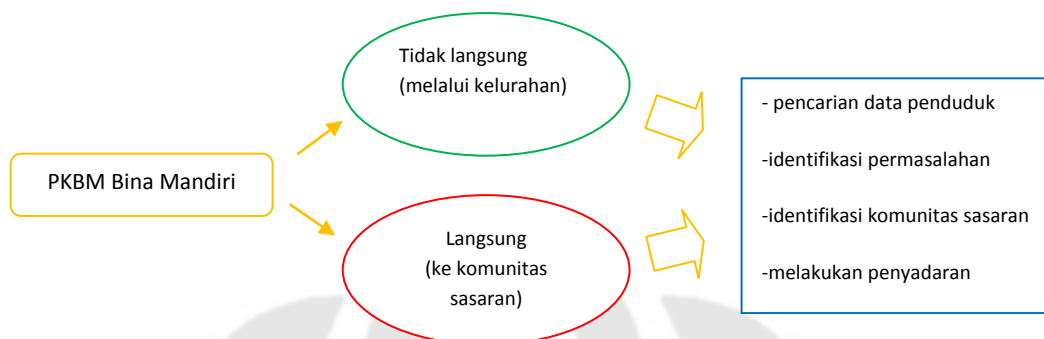 PKBM Bina Mandiri
Tidak langsung
(melalui kelurahan)
Langsung
(ke komunitas
sasaran)
- pencarian data penduduk
-identifikasi permasalahan
-identifikasi komunitas sasaran
-melakukan penyadaran